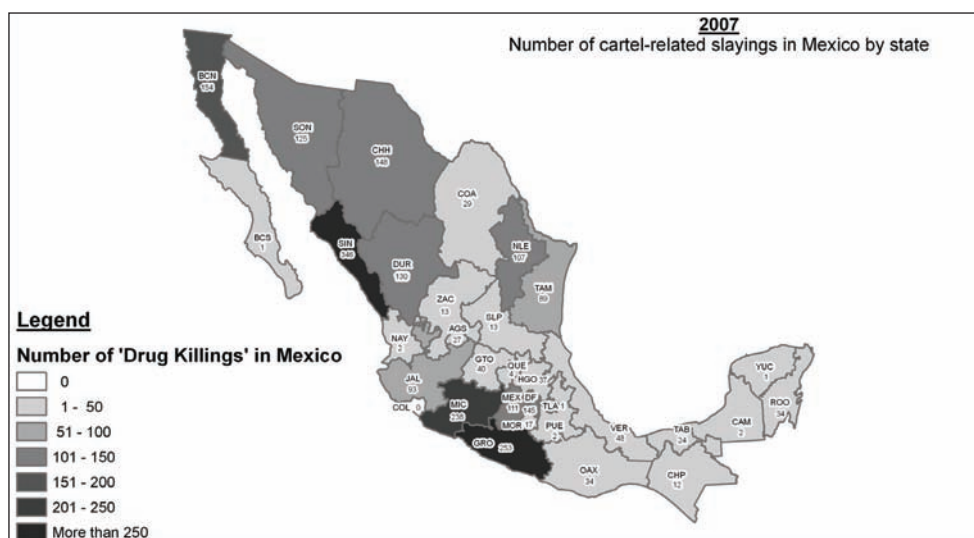 2007
Number of cartel-related slayings in Mexico by state
BCN
154
SON
125
CHH
148
COA
29
BCS
1
SIN
346
DUR
130
NLE
107
TAM
89
ZAC
13
SLP
13
AGS
27
NAY
2
JAL
93
GTO
40
QUE
4
HGO 37
COL 0
MIC
238
MEX
111
DF
145
TLA 1
MOR 17
PUE
2
GRO 253
VER
48
OAX
34
TAB
24
CHP
12
CAM
2
YUC
1
ROO
34
Legend
Number of 'Drug Killings' in Mexico
0
1 - 50
51 - 100
101 - 150
151 - 200
201 - 250
More than 250